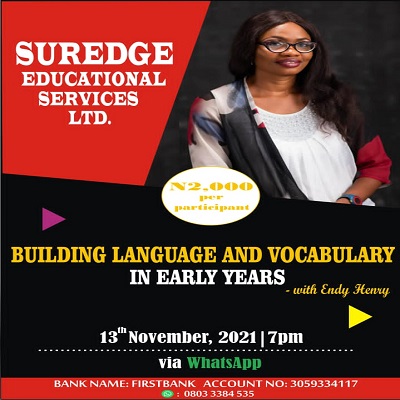 SUREDGE
EDUCATIONAL
SERVICES
LTD.
₦2,000
per
participant
BUILDING LANGUAGE AND VOCABULARY
IN EARLY YEARS
- with Endy Henry
13th November, 2021|7pm
via WhatsApp
BANK NAME: FIRSTBANK ACCOUNT NO: 3059334117
: 0803 3384 535